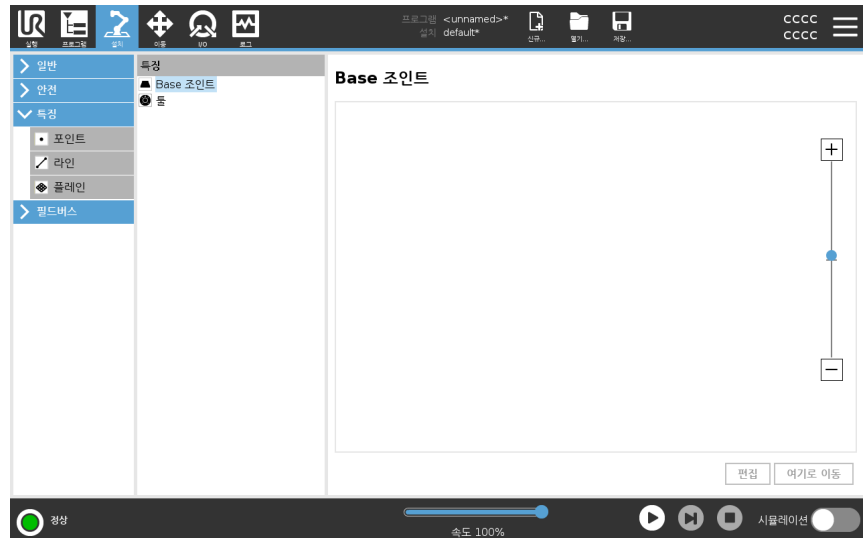 프로그램 <unnamed>*
설치 default*
cccc
cccc
UR
실행 프로그램 설치 이동 I/O 로그
신규... 열기... 저장...
일반
안전
특징
포인트
라인
플레인
필드버스
특징
Base 조인트
툴
Base 조인트
편집 여기로 이동
정상
속도 100%
시뮬레이션